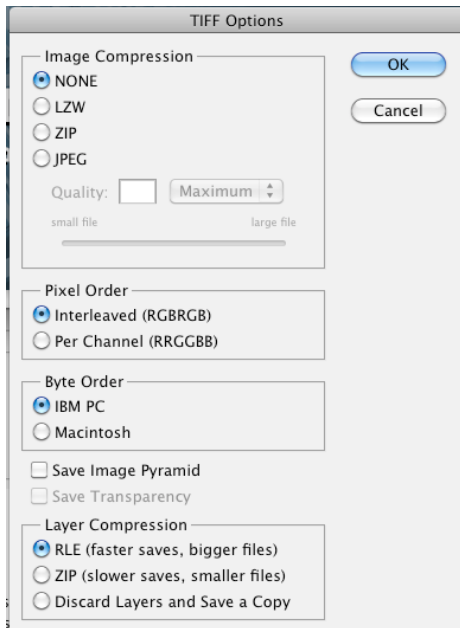 TIFF Options
Image Compression
NONE
LZW
ZIP
JPEG
Quality: Maximum
small file large file
OK
Cancel
Pixel Order
Interleaved (RGBRGB)
Per Channel (RRGGBB)
Byte Order
IBM PC
Macintosh
Save Image Pyramid
Save Transparency
Layer Compression
RLE (faster saves, bigger files)
ZIP (slower saves, smaller files)
Discard Layers and Save a Copy